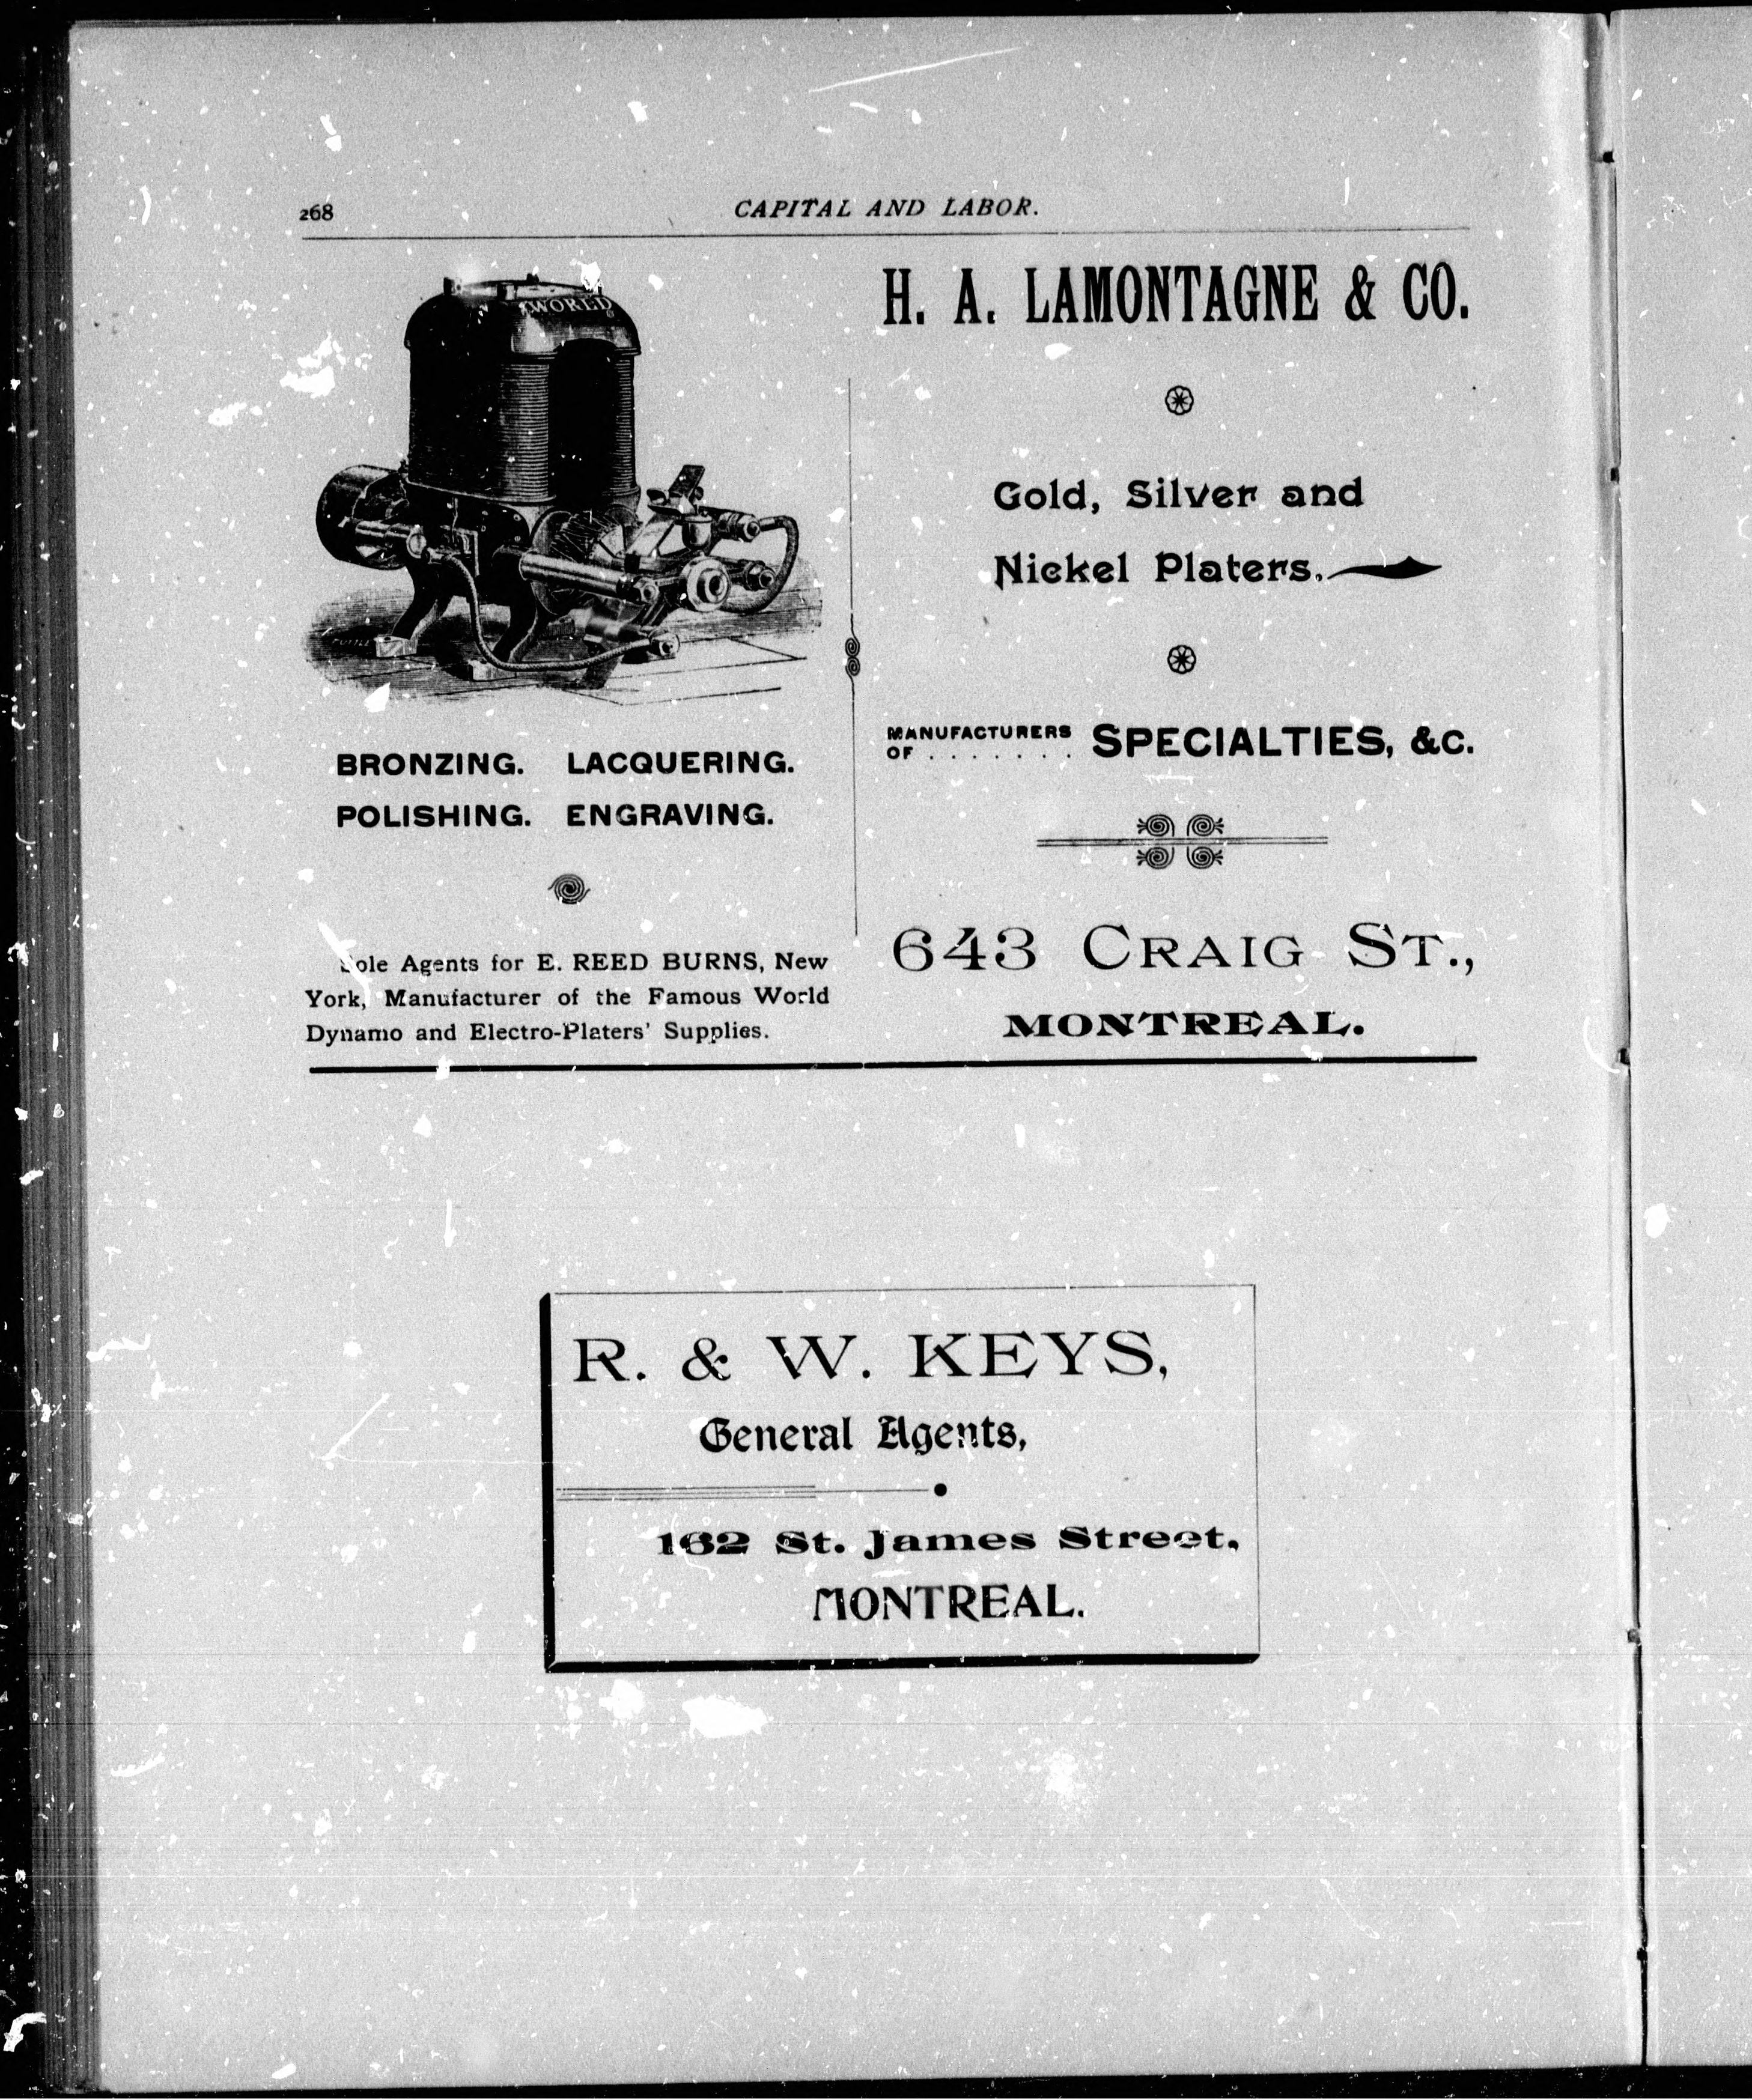 268
CAPITAL AND LABOR.
WORLD
BRONZING. LACQUERING.
POLISHING. ENGRAVING.
Sole Agents for E. REED BURNS, New
York, Manufacturer of the Famous World
Dynamo and Electro-Platers' Supplies.
H. A. LAMONTAGNE & CO.
Gold, Silver and
Nickel Platers.
MANUFACTURERS
OF . . . . . . . SPECIALTIES, &C.
643 CRAIG ST.,
MONTREAL.
R. & W. KEYS,
General Agents,
162 St. James Street,
MONTREAL.